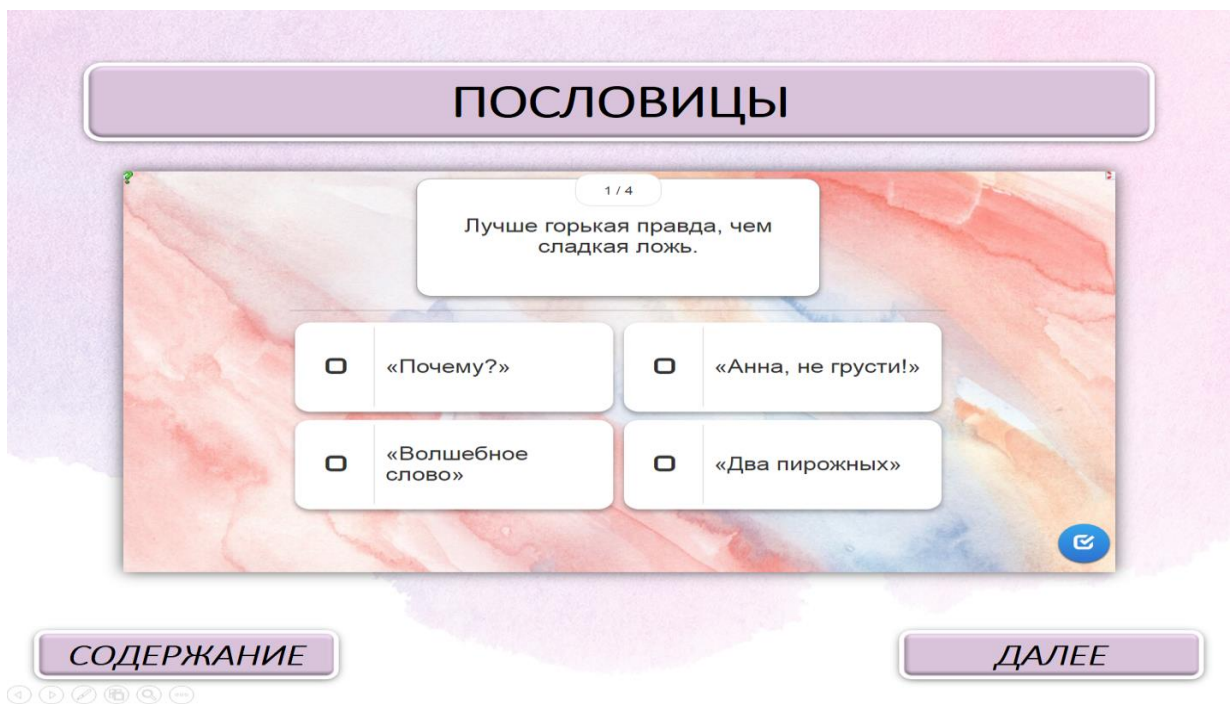 ПОСЛОВИЦЫ
1 / 4
Лучше горькая правда, чем
сладкая ложь.
«Почему?»
«Анна, не грусти!»
«Волшебное
слово»
«Два пирожных»
СОДЕРЖАНИЕ
ДАЛЕЕ